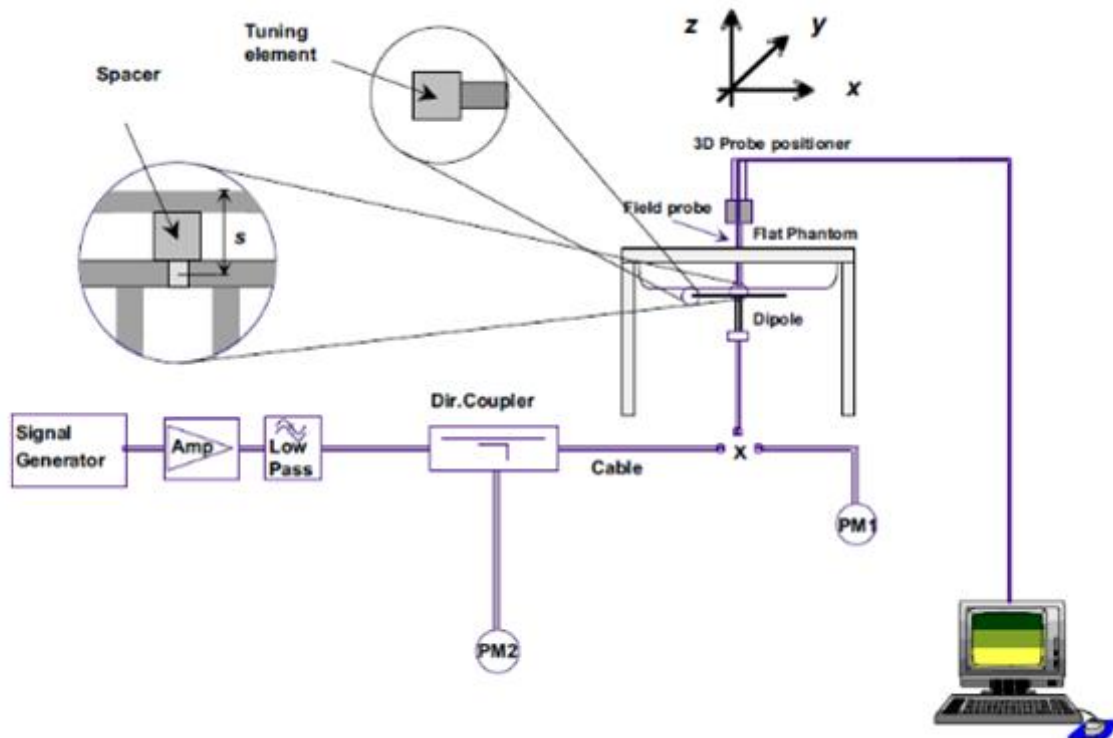 Tuning
element
Spacer
z
y
x
s
3D Probe positioner
Field probe
Flat Phantom
Dipole
Dir.Coupler
Signal
Generator
Amp
Low
Pass
Cable
X
PM1
PM2